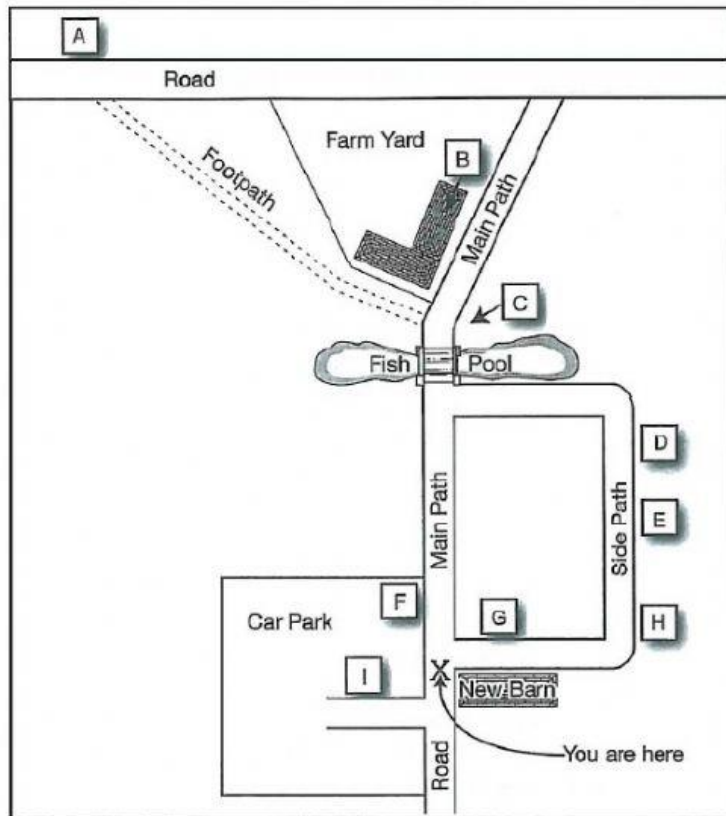 A
Road
Farm Yard
B
Footpath
Main Path
C
Fish Pool
D
Main Path
Side Path
E
F
G
H
Car Park
I
X
New Barn
You are here
Road